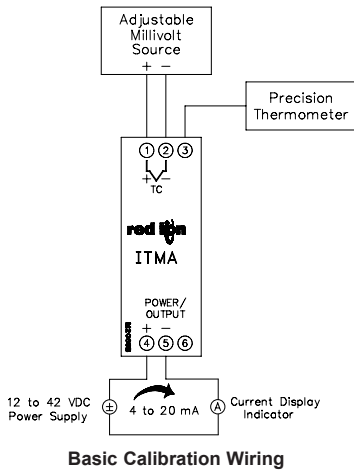 Adjustable
Millivolt
Source
+ −
Precision
Thermometer
1 2 3
+ −
TC
red lion
ITMA
POWER/
OUTPUT
+ −
4 5 6
12 to 42 VDC
Power Supply
±
4 to 20 mA
A
Current Display
Indicator
Basic Calibration Wiring